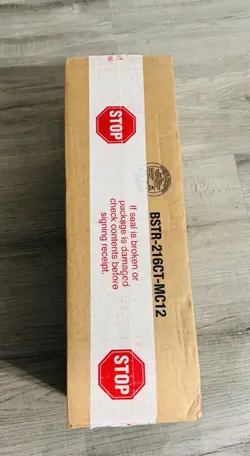 STOP
If seal is broken or
package is damaged
check contents before
signing receipt.
BSTR-216CT-MC12
STOP